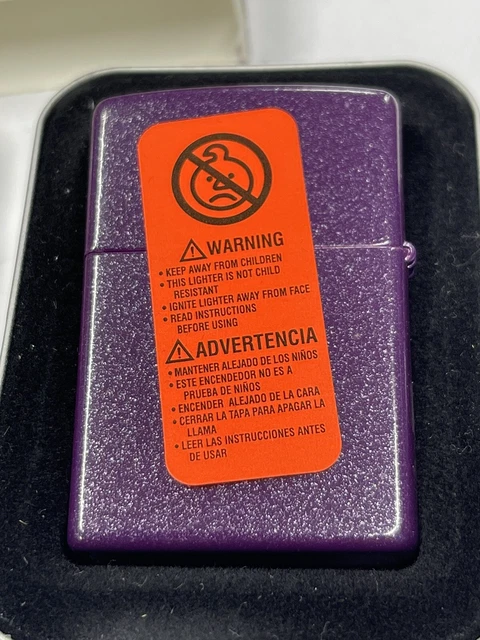 ⚠WARNING
• KEEP AWAY FROM CHILDREN
• THIS LIGHTER IS NOT CHILD
RESISTANT
• IGNITE LIGHTER AWAY FROM FACE
• READ INSTRUCTIONS
BEFORE USING
⚠ADVERTENCIA
• MANTENER ALEJADO DE LOS NIÑOS
• ESTE ENCENDEDOR NO ES A
PRUEBA DE NIÑOS
• ENCENDER ALEJADO DE LA CARA
• CERRAR LA TAPA PARA APAGAR LA
LLAMA
• LEER LAS INSTRUCCIONES ANTES
DE USAR